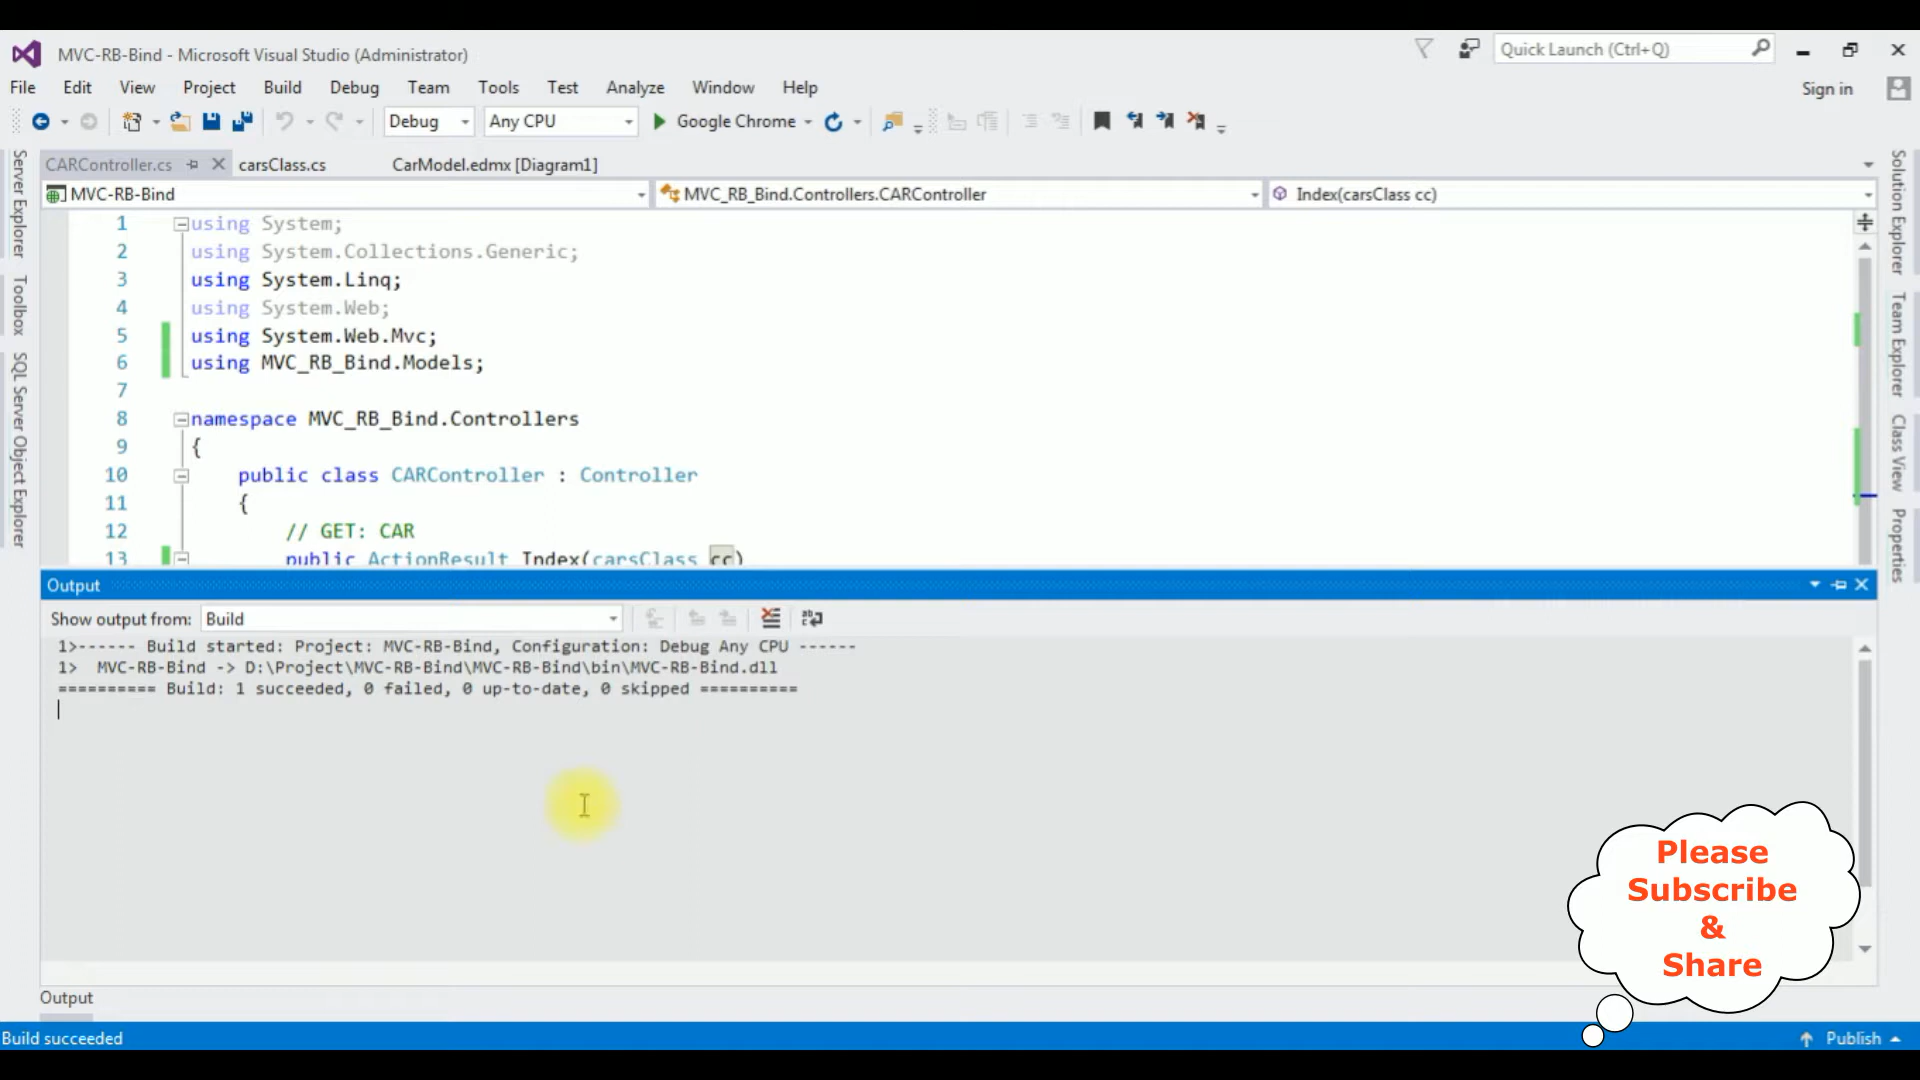 MVC-RB-Bind - Microsoft Visual Studio (Administrator)
Quick Launch (Ctrl+Q)
File Edit View Project Build Debug Team Tools Test Analyze Window Help
Sign in
Debug Any CPU Google Chrome
CARController.cs carsClass.cs CarModel.edmx [Diagram1]
MVC-RB-Bind MVC_RB_Bind.Controllers.CARController Index(carsClass cc)
Server Explorer
Toolbox
SQL Server Object Explorer
1 using System;
2 using System.Collections.Generic;
3 using System.Linq;
4 using System.Web;
5 using System.Web.Mvc;
6 using MVC_RB_Bind.Models;
7
8 namespace MVC_RB_Bind.Controllers
9 {
10 public class CARController : Controller
11 {
12 // GET: CAR
13 public ActionResult Index(carsClass cc)
Solution Explorer
Team Explorer
Class View
Properties
Output
Show output from: Build
1>------ Build started: Project: MVC-RB-Bind, Configuration: Debug Any CPU ------
1> MVC-RB-Bind -> D:\Project\MVC-RB-Bind\MVC-RB-Bind\bin\MVC-RB-Bind.dll
========== Build: 1 succeeded, 0 failed, 0 up-to-date, 0 skipped ==========
Please
Subscribe
&
Share
Output
Build succeeded
Publish